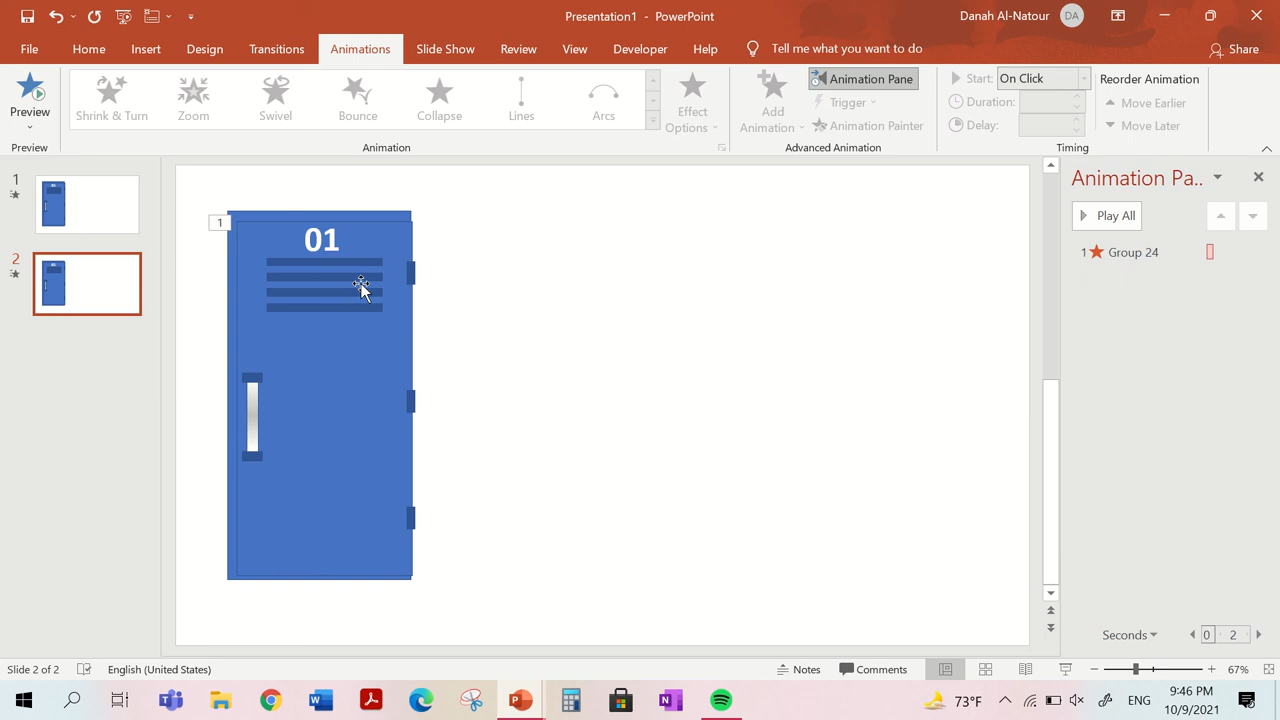 Presentation1 - PowerPoint
Danah Al-Natour
DA
File
Home
Insert
Design
Transitions
Animations
Slide Show
Review
View
Developer
Help
Tell me what you want to do
Share
Preview
Shrink & Turn
Zoom
Swivel
Bounce
Collapse
Lines
Arcs
Effect
Options
Add
Animation
Animation Pane
Trigger
Animation Painter
Start:
On Click
Duration:
Delay:
Reorder Animation
Move Earlier
Move Later
Preview
Animation
Advanced Animation
Timing
1
2
1
01
Animation Pa..
Play All
1
Group 24
Seconds
0
2
Slide 2 of 2
English (United States)
Notes
Comments
67%
73°F
ENG
9:46 PM
10/9/2021